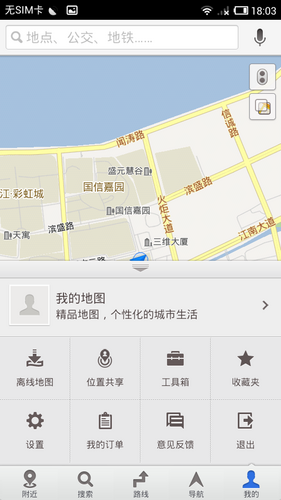 无SIM卡 18:03
地点、公交、地铁......
闻涛路
信诚路
盛元慧谷
江·彩虹城
国信嘉园
滨盛路
国信嘉园
滨盛路
火炬大道
天寓
三维大厦
江南大道
我的地图
精品地图，个性化的城市生活
离线地图 位置共享 工具箱 收藏夹
设置 我的订单 意见反馈 退出
附近 搜索 路线 导航 我的